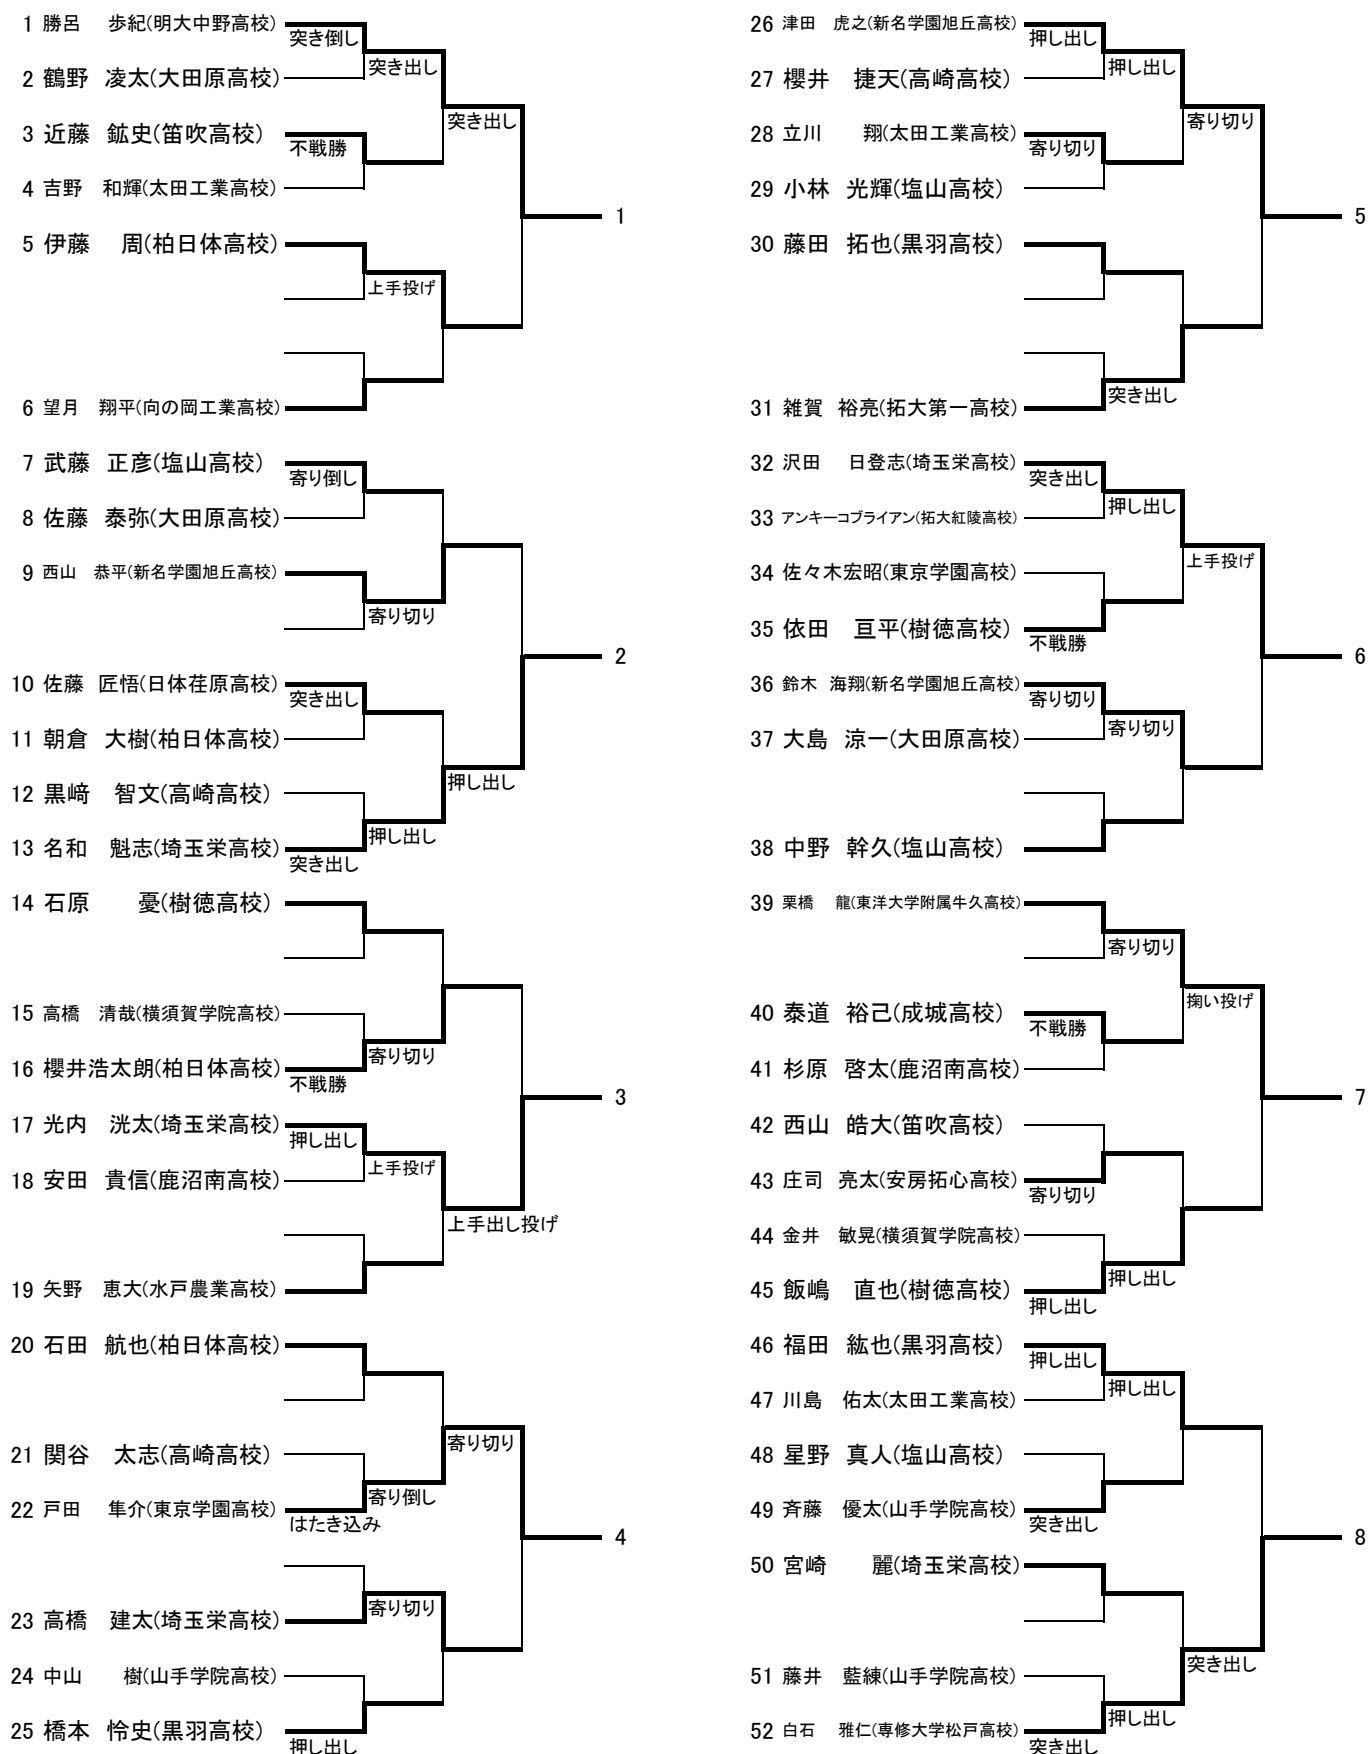 1 勝呂 歩紀(明大中野高校)
突き倒し
突き出し
2 鶴野 凌太(大田原高校)
突き出し
3 近藤 鉱史(笛吹高校)
不戦勝
4 吉野 和輝(太田工業高校)
1
5 伊藤 周(柏日体高校)
上手投げ
6 望月 翔平(向の岡工業高校)
7 武藤 正彦(塩山高校)
寄り倒し
8 佐藤 泰弥(大田原高校)
9 西山 恭平(新名学園旭丘高校)
寄り切り
2
10 佐藤 匠悟(日体荏原高校)
突き出し
11 朝倉 大樹(柏日体高校)
押し出し
12 黒﨑 智文(高崎高校)
押し出し
13 名和 魁志(埼玉栄高校)
突き出し
14 石原 憂(樹徳高校)
15 高橋 清哉(横須賀学院高校)
寄り切り
16 櫻井浩太朗(柏日体高校)
不戦勝
3
17 光内 洸太(埼玉栄高校)
押し出し
上手投げ
18 安田 貴信(鹿沼南高校)
上手出し投げ
19 矢野 恵大(水戸農業高校)
20 石田 航也(柏日体高校)
寄り切り
21 関谷 太志(高崎高校)
寄り倒し
22 戸田 隼介(東京学園高校)
はたき込み
4
寄り切り
23 高橋 建太(埼玉栄高校)
24 中山 樹(山手学院高校)
25 橋本 怜史(黒羽高校)
押し出し
26 津田 虎之(新名学園旭丘高校)
押し出し
押し出し
27 櫻井 捷天(高崎高校)
寄り切り
28 立川 翔(太田工業高校)
寄り切り
29 小林 光輝(塩山高校)
5
30 藤田 拓也(黒羽高校)
突き出し
31 雑賀 裕亮(拓大第一高校)
32 沢田 日登志(埼玉栄高校)
突き出し
押し出し
33 アンキーコブライアン(拓大紅陵高校)
上手投げ
34 佐々木宏昭(東京学園高校)
35 依田 亘平(樹徳高校)
不戦勝
6
36 鈴木 海翔(新名学園旭丘高校)
寄り切り
寄り切り
37 大島 涼一(大田原高校)
38 中野 幹久(塩山高校)
39 栗橋 龍(東洋大学附属牛久高校)
寄り切り
掬い投げ
40 泰道 裕己(成城高校)
不戦勝
41 杉原 啓太(鹿沼南高校)
7
42 西山 皓大(笛吹高校)
43 庄司 亮太(安房拓心高校)
寄り切り
44 金井 敏晃(横須賀学院高校)
押し出し
45 飯嶋 直也(樹徳高校)
押し出し
46 福田 紘也(黒羽高校)
押し出し
押し出し
47 川島 佑太(太田工業高校)
48 星野 真人(塩山高校)
49 斉藤 優太(山手学院高校)
突き出し
8
50 宮崎 麗(埼玉栄高校)
突き出し
51 藤井 藍練(山手学院高校)
押し出し
52 白石 雅仁(専修大学松戸高校)
突き出し